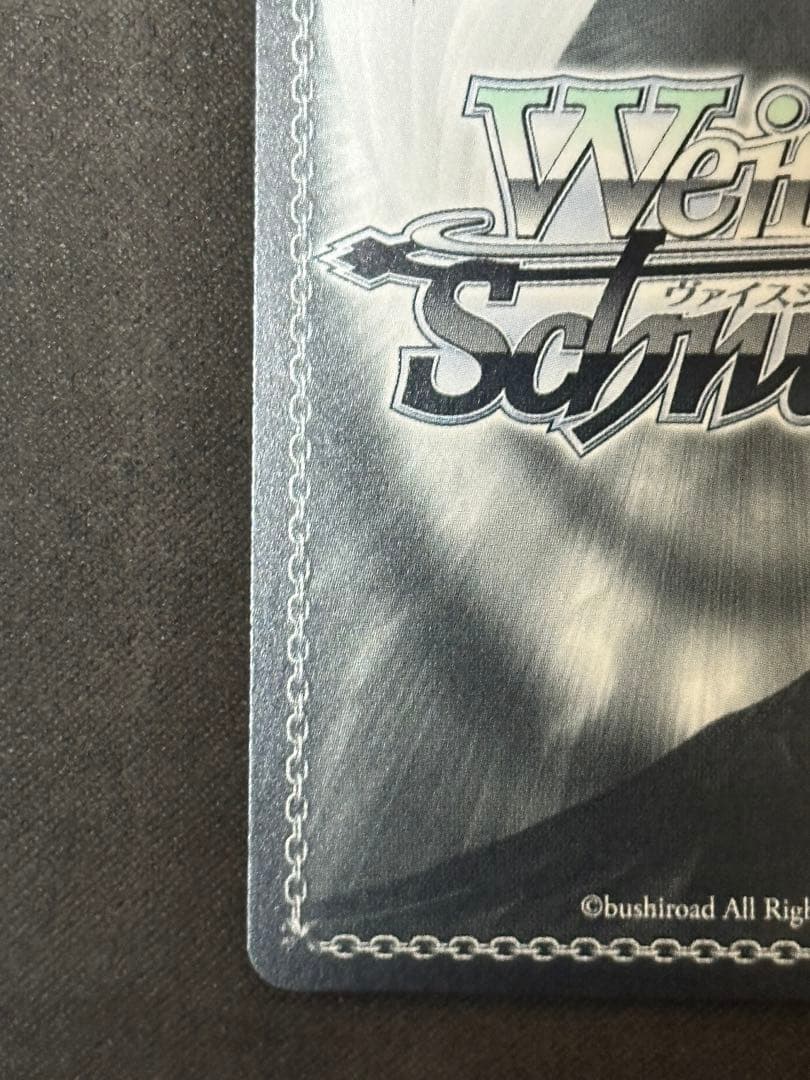 Wei
Schw
ヴァイスシ
©bushiroad All Righ